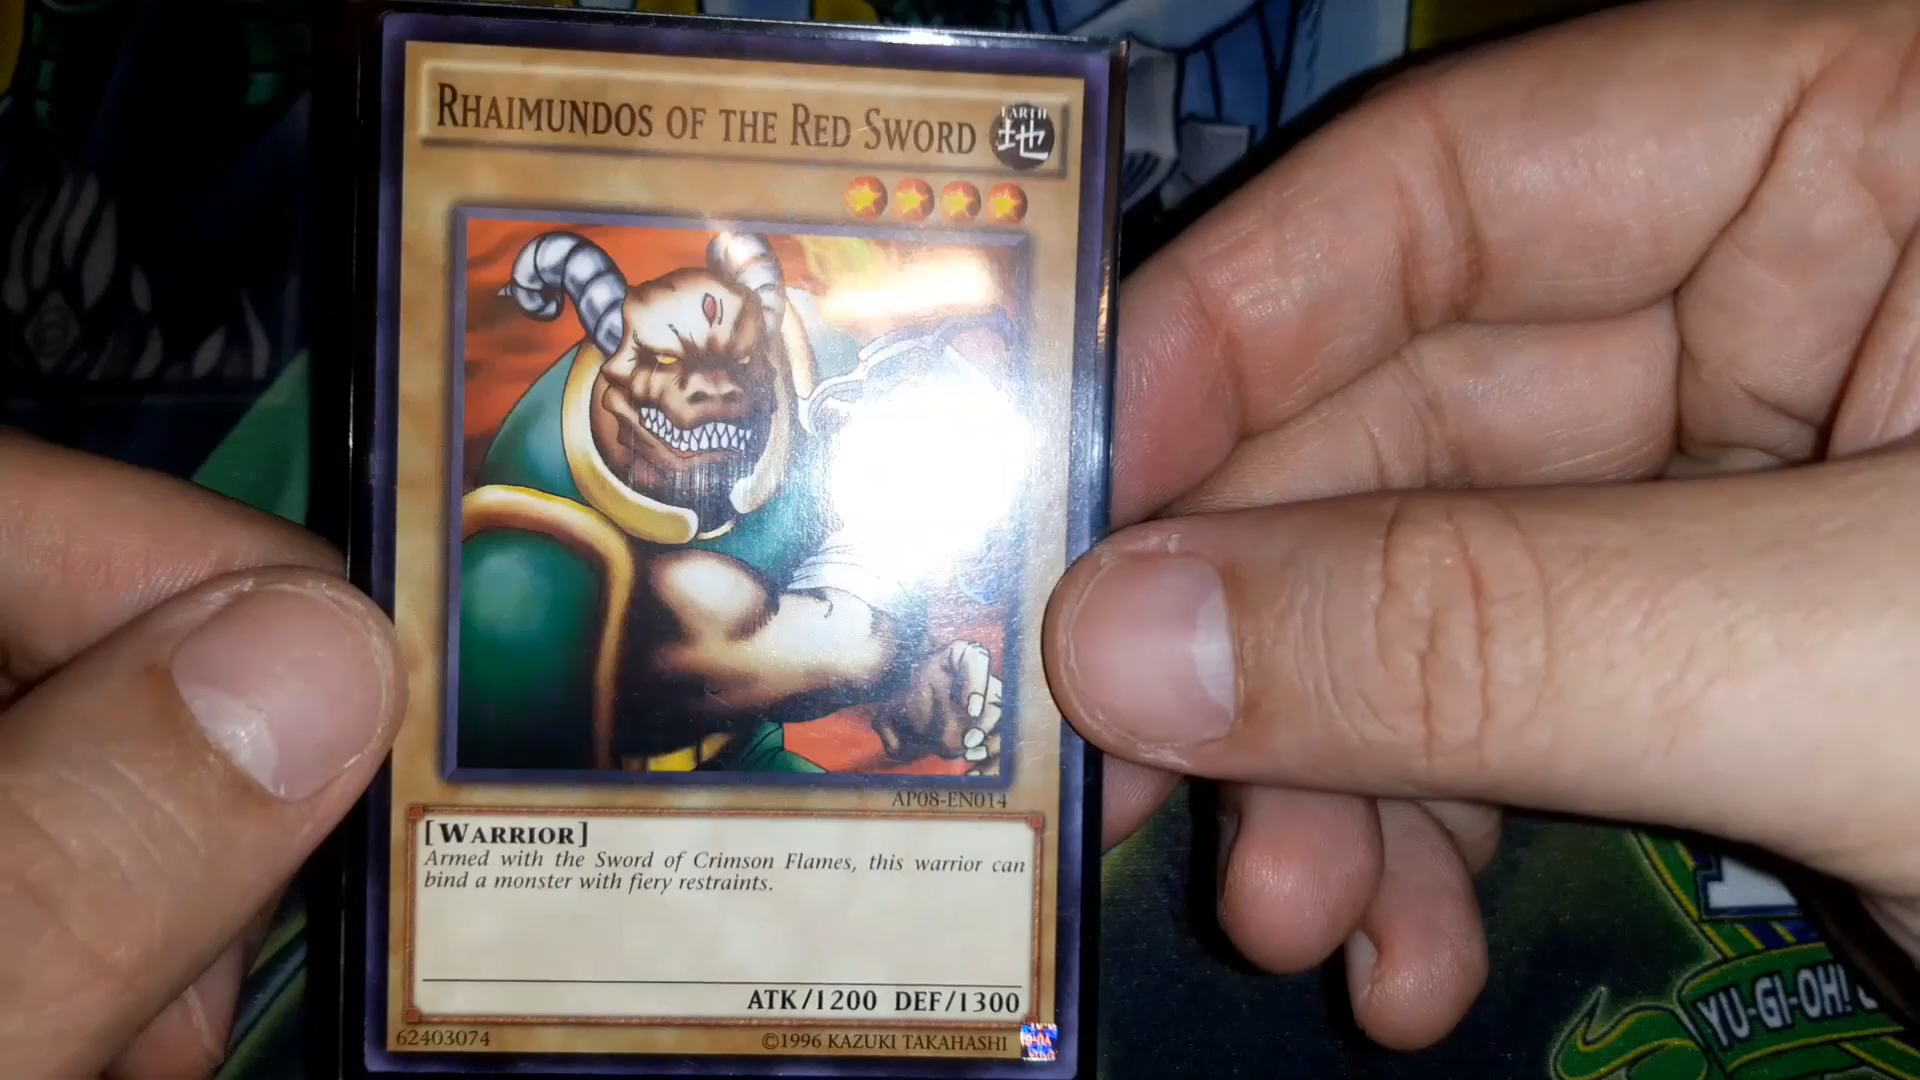 RHAIMUNDOS OF THE RED SWORD
EARTH
地
AP08-EN014
[WARRIOR]
Armed with the Sword of Crimson Flames, this warrior can
bind a monster with fiery restraints.
ATK/1200 DEF/1300
62403074
©1996 KAZUKI TAKAHASHI
YU-GI-OH!